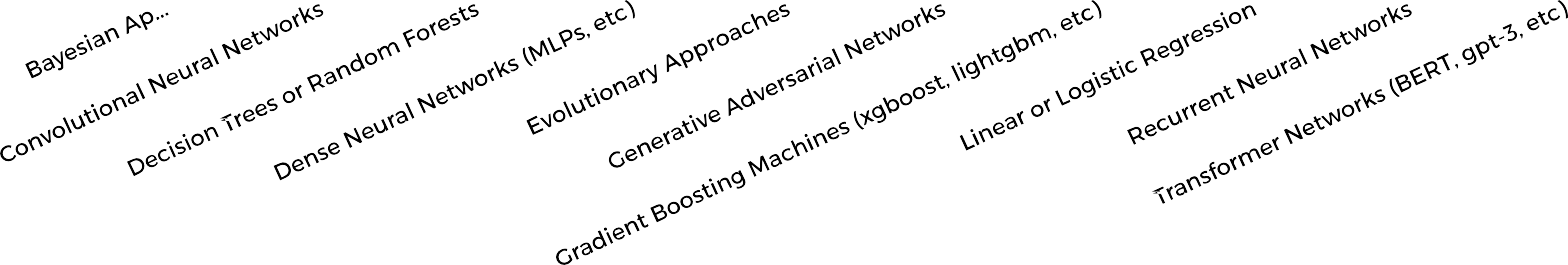 Bayesian Ap...
Convolutional Neural Networks
Decision Trees or Random Forests
Dense Neural Networks (MLPs, etc)
Evolutionary Approaches
Generative Adversarial Networks
Gradient Boosting Machines (xgboost, lightgbm, etc)
Linear or Logistic Regression
Recurrent Neural Networks
Transformer Networks (BERT, gpt-3, etc)